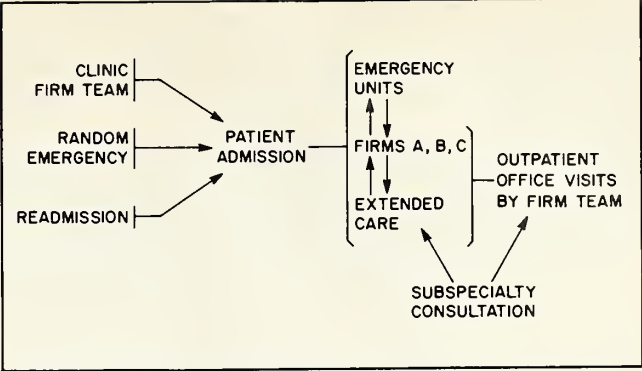 CLINIC
FIRM TEAM
RANDOM
EMERGENCY
READMISSION
PATIENT
ADMISSION
EMERGENCY
UNITS
FIRMS A, B, C
EXTENDED
CARE
OUTPATIENT
OFFICE VISITS
BY FIRM TEAM
SUBSPECIALTY
CONSULTATION